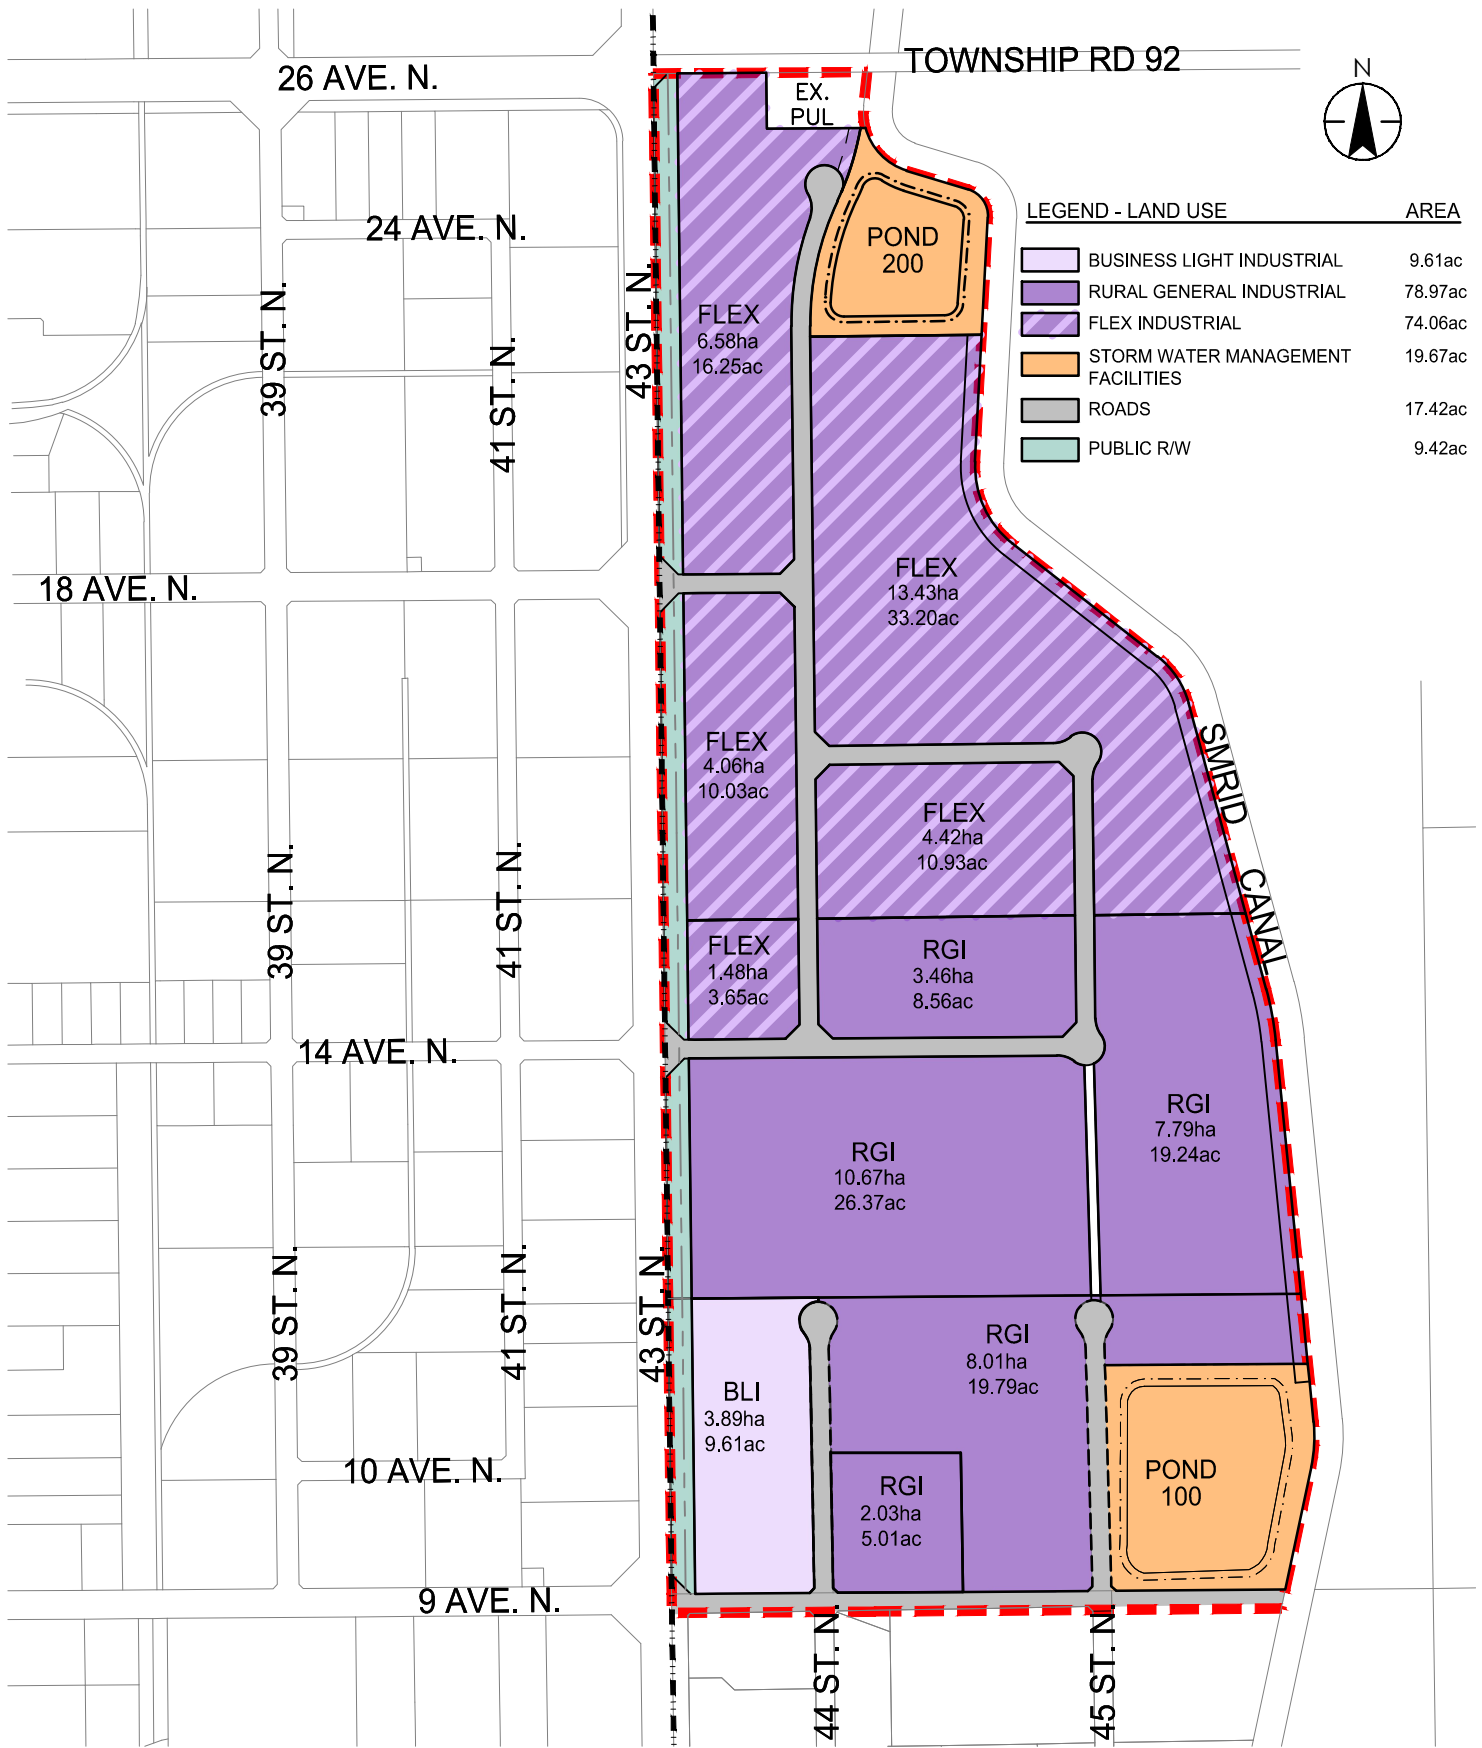 TOWNSHIP RD 92
26 AVE. N.
N
EX.
PUL
LEGEND - LAND USE AREA
BUSINESS LIGHT INDUSTRIAL 9.61ac
RURAL GENERAL INDUSTRIAL 78.97ac
FLEX INDUSTRIAL 74.06ac
STORM WATER MANAGEMENT 19.67ac
FACILITIES
ROADS 17.42ac
PUBLIC R/W 9.42ac
24 AVE. N.
POND
200
39 ST. N.
41 ST. N.
43 ST. N.
FLEX
6.58ha
16.25ac
18 AVE. N.
FLEX
13.43ha
33.20ac
FLEX
4.06ha
10.03ac
SMRID CANAL
FLEX
4.42ha
10.93ac
39 ST. N.
41 ST. N.
FLEX
1.48ha
3.65ac
RGI
3.46ha
8.56ac
14 AVE. N.
RGI
7.79ha
19.24ac
RGI
10.67ha
26.37ac
39 ST. N.
41 ST. N.
43 ST. N.
RGI
8.01ha
19.79ac
BLI
3.89ha
9.61ac
10 AVE. N.
RGI
2.03ha
5.01ac
POND
100
9 AVE. N.
44 ST. N.
45 ST. N.